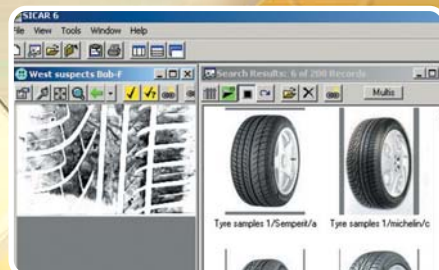 SICAR 6
File View Tools Window Help
West suspects Bob-F
Search Results: 6 of 200 Records
Multis
Tyre samples 1/Semperit/a
Tyre samples 1/michelin/c